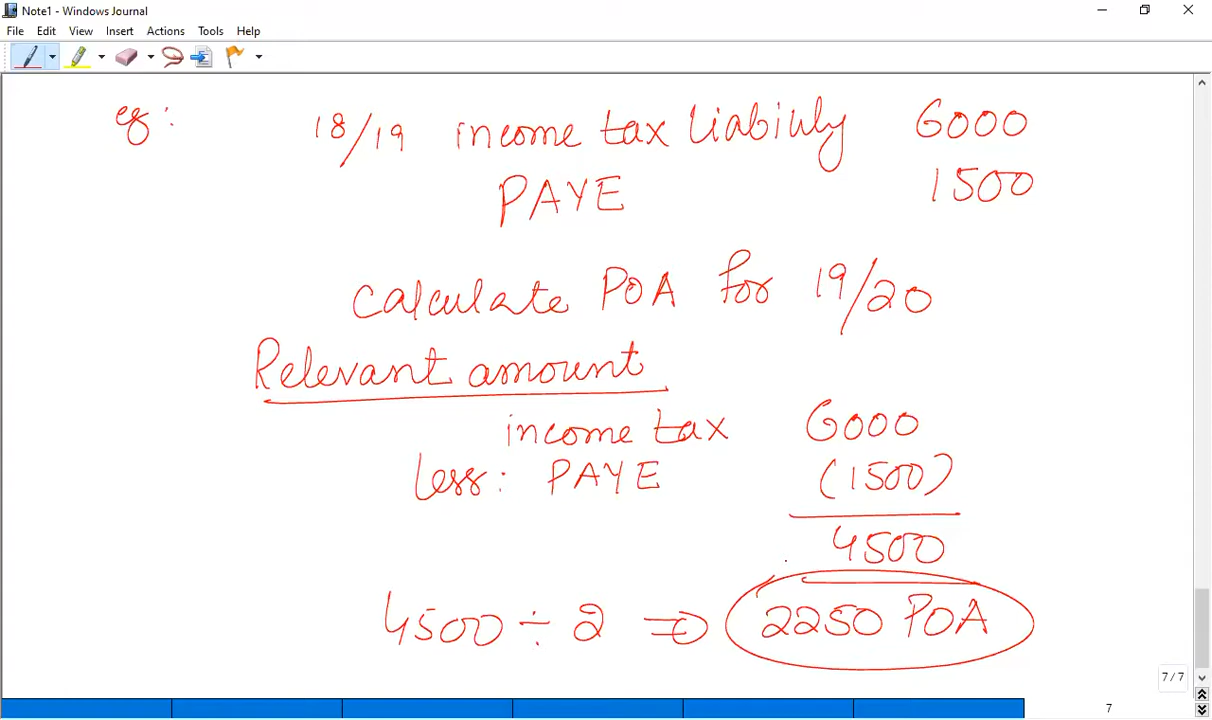 Note1 - Windows Journal
File Edit View Insert Actions Tools Help
eg: 18/19 income tax liability 6000
PAYE 1500
calculate POA for 19/20
Relevant amount
income tax 6000
less: PAYE (1500)
4500
4500 ÷ 2 ⇒ 2250 POA
7 / 7
7